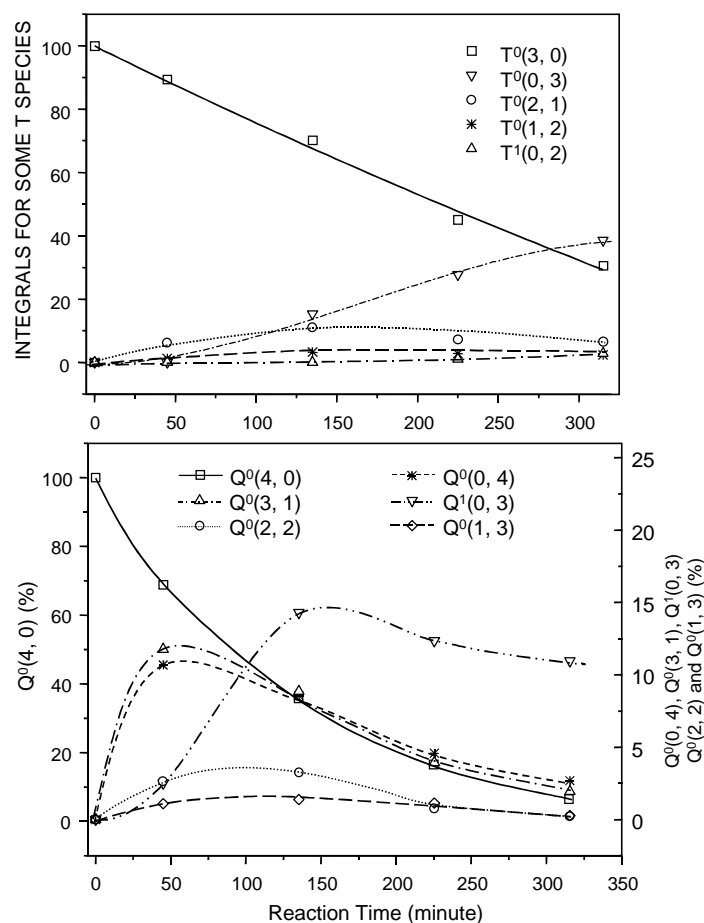 INTEGRALS FOR SOME T SPECIES
100
80
60
40
20
0
T⁰(3, 0)
T⁰(0, 3)
T⁰(2, 1)
T⁰(1, 2)
T¹(0, 2)
0 50 100 150 200 250 300
Q⁰(4, 0) (%)
100
80
60
40
20
0
Q⁰(4, 0)
Q⁰(3, 1)
Q⁰(2, 2)
Q⁰(0, 4)
Q¹(0, 3)
Q⁰(1, 3)
25
20
15
10
5
0
Q⁰(0, 4), Q⁰(3, 1), Q¹(0, 3)
Q⁰(2, 2) and Q⁰(1, 3) (%)
0 50 100 150 200 250 300 350
Reaction Time (minute)